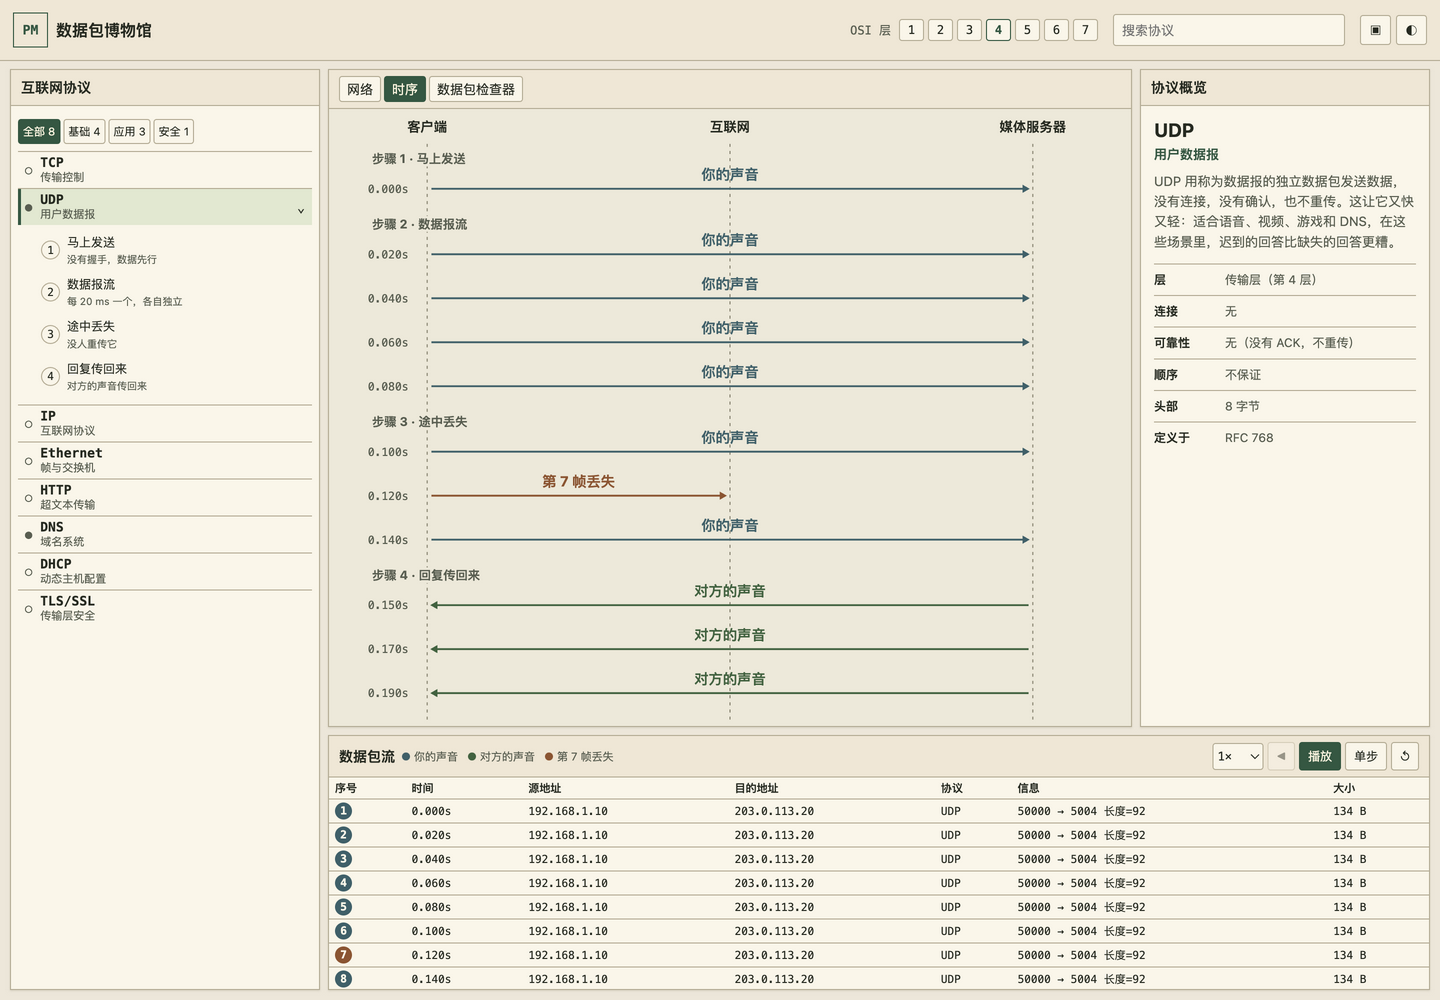 PM 数据包博物馆
OSI 层 1 2 3 4 5 6 7 搜索协议
互联网协议
全部 8 基础 4 应用 3 安全 1
TCP
传输控制
UDP
用户数据报
1 马上发送
没有握手，数据先行
2 数据报流
每 20 ms 一个，各自独立
3 途中丢失
没人重传它
4 回复传回来
对方的声音传回来
IP
互联网协议
Ethernet
帧与交换机
HTTP
超文本传输
DNS
域名系统
DHCP
动态主机配置
TLS/SSL
传输层安全
网络 时序 数据包检查器
客户端 互联网 媒体服务器
步骤 1 · 马上发送
你的声音
0.000s
步骤 2 · 数据报流
你的声音
0.020s
你的声音
0.040s
你的声音
0.060s
你的声音
0.080s
步骤 3 · 途中丢失
你的声音
0.100s
第 7 帧丢失
0.120s
你的声音
0.140s
步骤 4 · 回复传回来
对方的声音
0.150s
对方的声音
0.170s
对方的声音
0.190s
协议概览
UDP
用户数据报
UDP 用称为数据报的独立数据包发送数据，
没有连接，没有确认，也不重传。这让它又快
又轻：适合语音、视频、游戏和 DNS，在这
些场景里，迟到的回答比缺失的回答更糟。
层 传输层（第 4 层）
连接 无
可靠性 无（没有 ACK，不重传）
顺序 不保证
头部 8 字节
定义于 RFC 768
数据包流 你的声音 对方的声音 第 7 帧丢失 1× 播放 单步
序号 时间 源地址 目的地址 协议 信息 大小
1 0.000s 192.168.1.10 203.0.113.20 UDP 50000 → 5004 长度=92 134 B
2 0.020s 192.168.1.10 203.0.113.20 UDP 50000 → 5004 长度=92 134 B
3 0.040s 192.168.1.10 203.0.113.20 UDP 50000 → 5004 长度=92 134 B
4 0.060s 192.168.1.10 203.0.113.20 UDP 50000 → 5004 长度=92 134 B
5 0.080s 192.168.1.10 203.0.113.20 UDP 50000 → 5004 长度=92 134 B
6 0.100s 192.168.1.10 203.0.113.20 UDP 50000 → 5004 长度=92 134 B
7 0.120s 192.168.1.10 203.0.113.20 UDP 50000 → 5004 长度=92 134 B
8 0.140s 192.168.1.10 203.0.113.20 UDP 50000 → 5004 长度=92 134 B